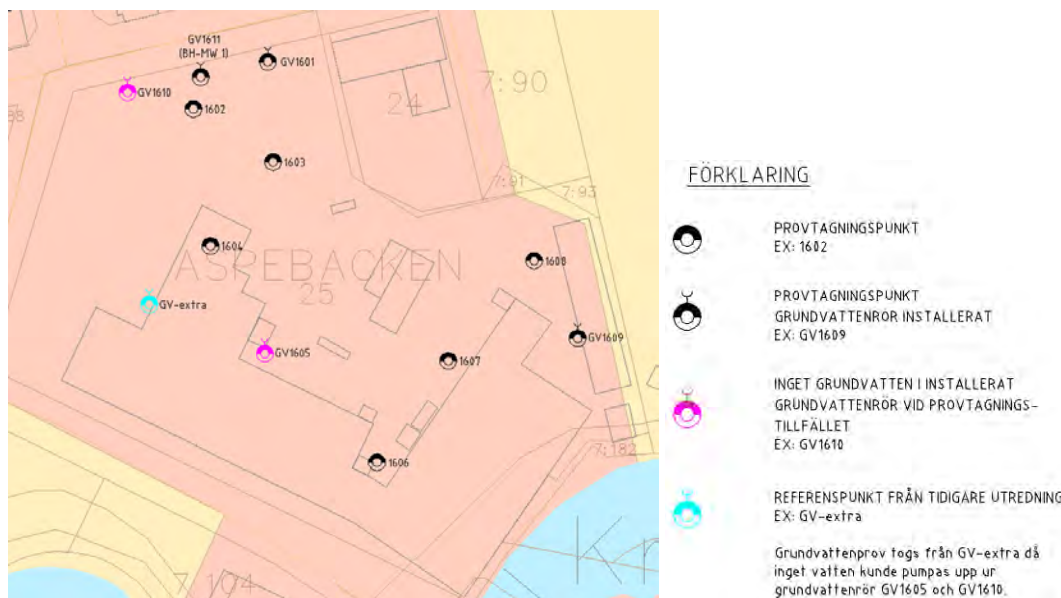 GV1611
(BH-MW 1)
GV1601
GV1610
1602
7:90
24
1603
7:91
7:93
1604
ASPEBACKEN
25
1608
GV-extra
GV1605
1607
GV1609
1606
7:182
7:104
Kr
FÖRKLARING
PROVTAGNINGSPUNKT
EX: 1602
PROVTAGNINGSPUNKT
GRUNDVATTENRÖR INSTALLERAT
EX: GV1609
INGET GRUNDVATTEN I INSTALLERAT
GRUNDVATTENRÖR VID PROVTAGNINGS-
TILLFÄLLET
EX: GV1610
REFERENSPUNKT FRÅN TIDIGARE UTREDNING
EX: GV-extra
Grundvattenprov togs från GV-extra då
inget vatten kunde pumpas upp ur
grundvattenrör GV1605 och GV1610.